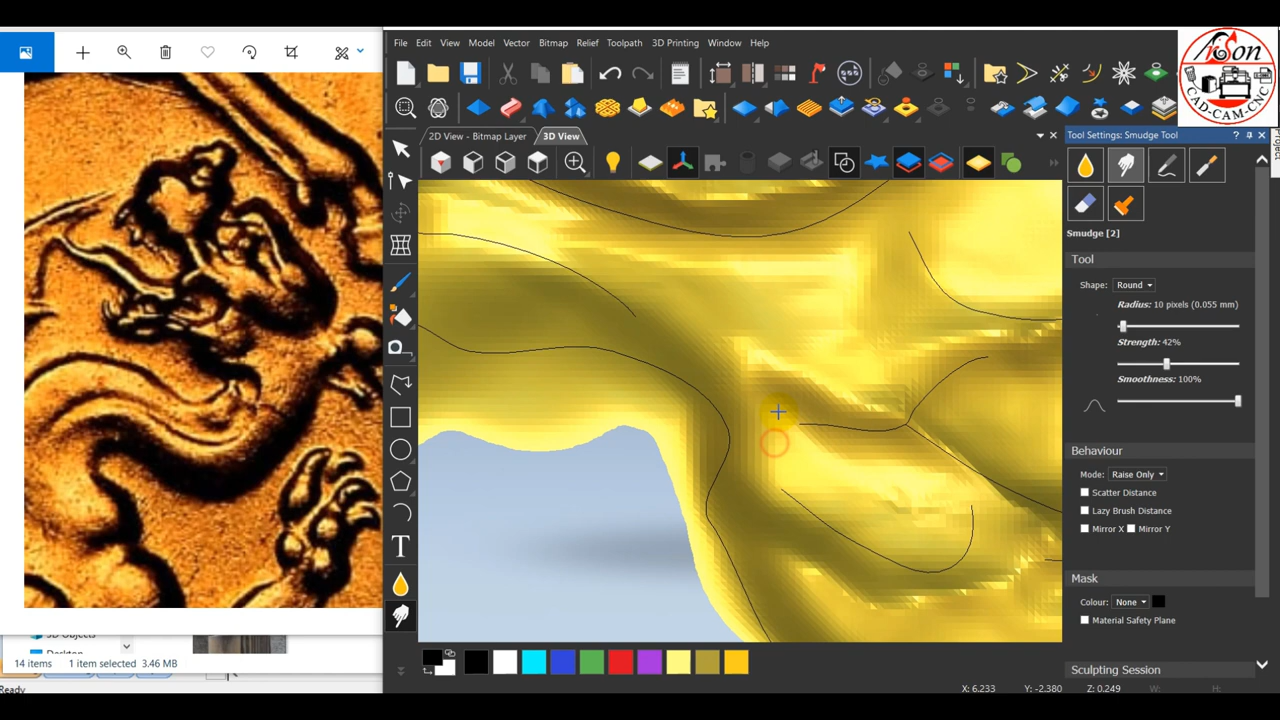 File Edit View Model Vector Bitmap Relief Toolpath 3D Printing Window Help
ArtSon
CAD-CAM-CNC
2D View - Bitmap Layer 3D View
Tool Settings: Smudge Tool
Smudge [2]
Tool
Shape: Round
Radius: 10 pixels (0.055 mm)
Strength: 42%
Smoothness: 100%
Behaviour
Mode: Raise Only
Scatter Distance
Lazy Brush Distance
Mirror X Mirror Y
Mask
Colour: None
Material Safety Plane
Sculpting Session
14 items 1 item selected 3.46 MB
Ready
X: 6.233 Y: -2.380 Z: 0.249 W: H: